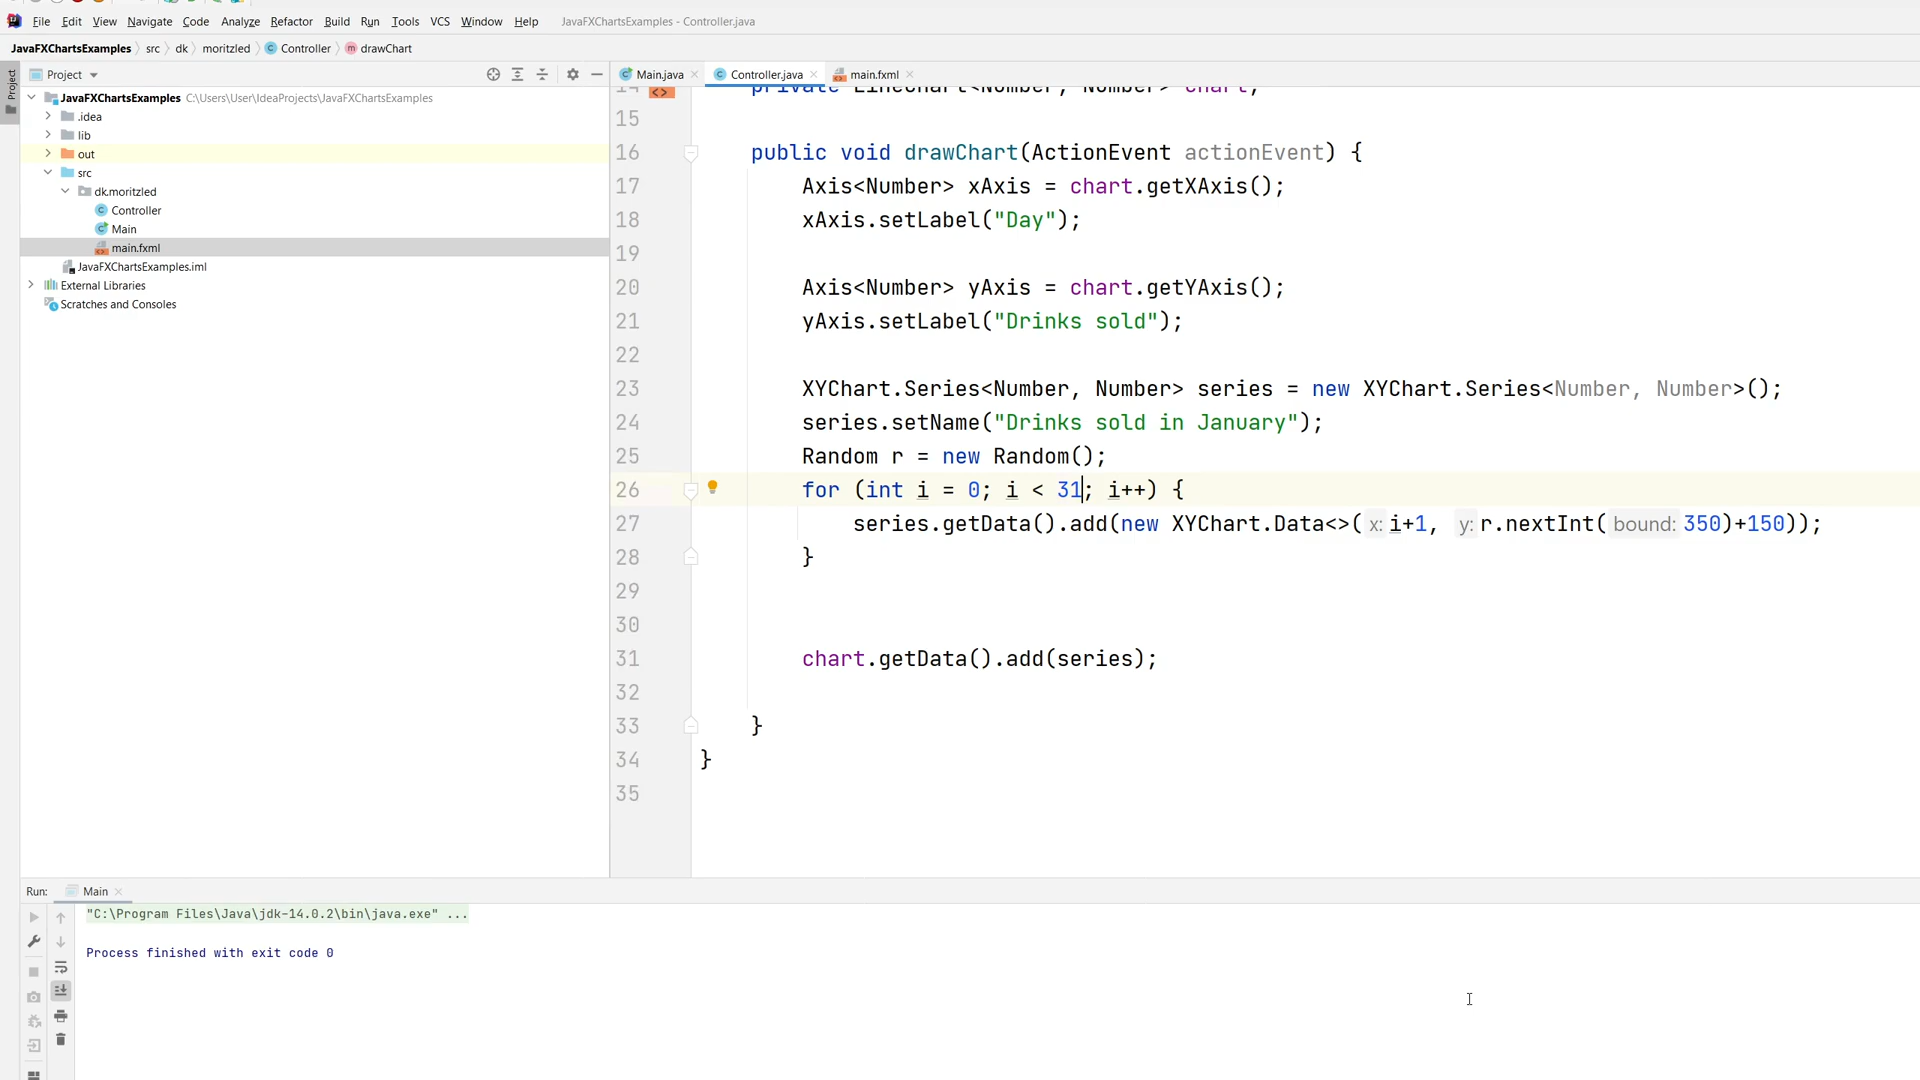 File Edit View Navigate Code Analyze Refactor Build Run Tools VCS Window Help JavaFXChartsExamples - Controller.java
JavaFXChartsExamples src dk moritzled Controller drawChart
Project
Project
JavaFXChartsExamples C:\Users\User\IdeaProjects\JavaFXChartsExamples
.idea
lib
out
src
dk.moritzled
Controller
Main
main.fxml
JavaFXChartsExamples.iml
External Libraries
Scratches and Consoles
Main.java Controller.java main.fxml
14 private LineChart<Number, Number> chart;
15
16 public void drawChart(ActionEvent actionEvent) {
17 Axis<Number> xAxis = chart.getXAxis();
18 xAxis.setLabel("Day");
19
20 Axis<Number> yAxis = chart.getYAxis();
21 yAxis.setLabel("Drinks sold");
22
23 XYChart.Series<Number, Number> series = new XYChart.Series<Number, Number>();
24 series.setName("Drinks sold in January");
25 Random r = new Random();
26 for (int i = 0; i < 31; i++) {
27 series.getData().add(new XYChart.Data<>( x: i+1, y: r.nextInt( bound: 350)+150));
28 }
29
30
31 chart.getData().add(series);
32
33 }
34 }
35
Run: Main
"C:\Program Files\Java\jdk-14.0.2\bin\java.exe" ...
Process finished with exit code 0